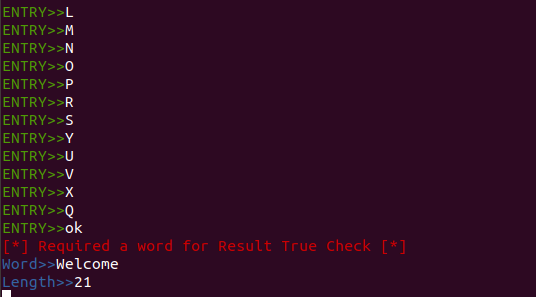 ENTRY>>L
ENTRY>>M
ENTRY>>N
ENTRY>>O
ENTRY>>P
ENTRY>>R
ENTRY>>S
ENTRY>>Y
ENTRY>>U
ENTRY>>V
ENTRY>>X
ENTRY>>Q
ENTRY>>ok
[*] Required a word for Result True Check [*]
Word>>Welcome
Length>>21